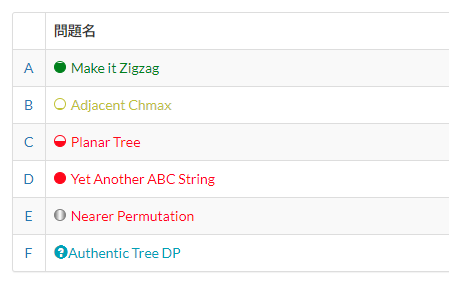 問題名
A Make it Zigzag
B Adjacent Chmax
C Planar Tree
D Yet Another ABC String
E Nearer Permutation
F ?Authentic Tree DP